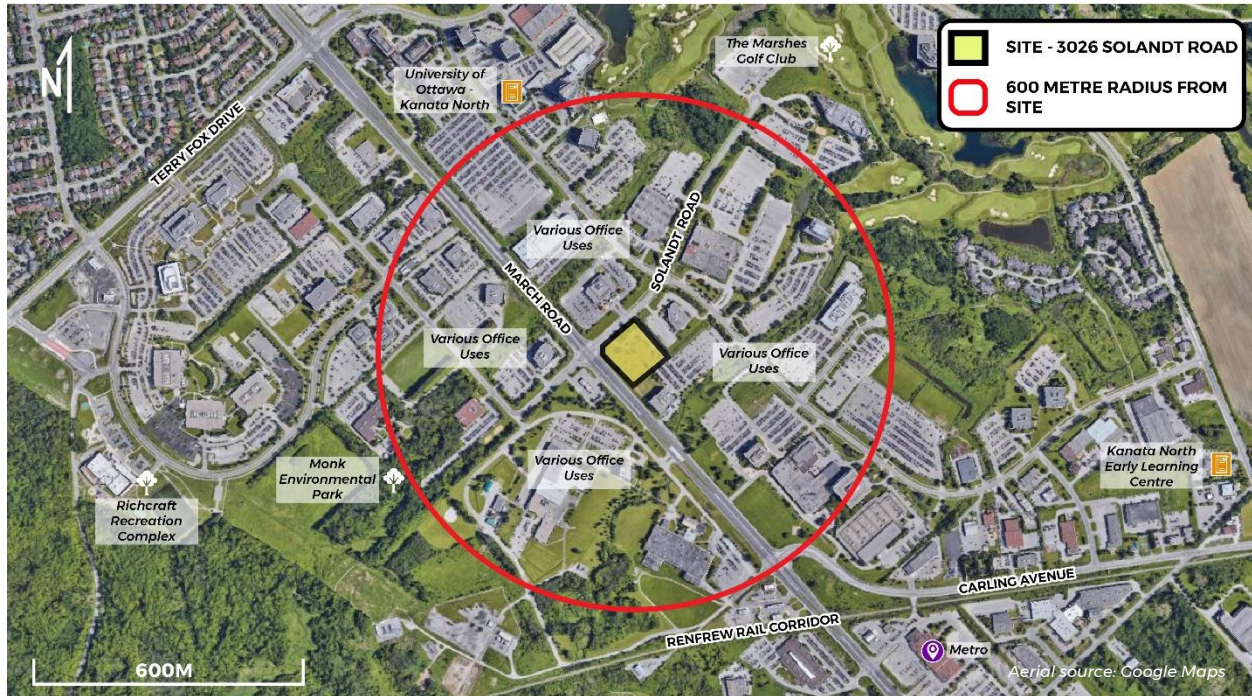 SITE - 3026 SOLANDT ROAD
600 METRE RADIUS FROM
SITE
N
The Marshes
Golf Club
University of
Ottawa -
Kanata North
TERRY FOX DRIVE
SOLANDT ROAD
Various Office
Uses
MARCH ROAD
Various Office
Uses
Various Office
Uses
Various Office
Uses
Monk
Environmental
Park
Kanata North
Early Learning
Centre
Richcraft
Recreation
Complex
CARLING AVENUE
RENFREW RAIL CORRIDOR
Metro
600M
Aerial source: Google Maps